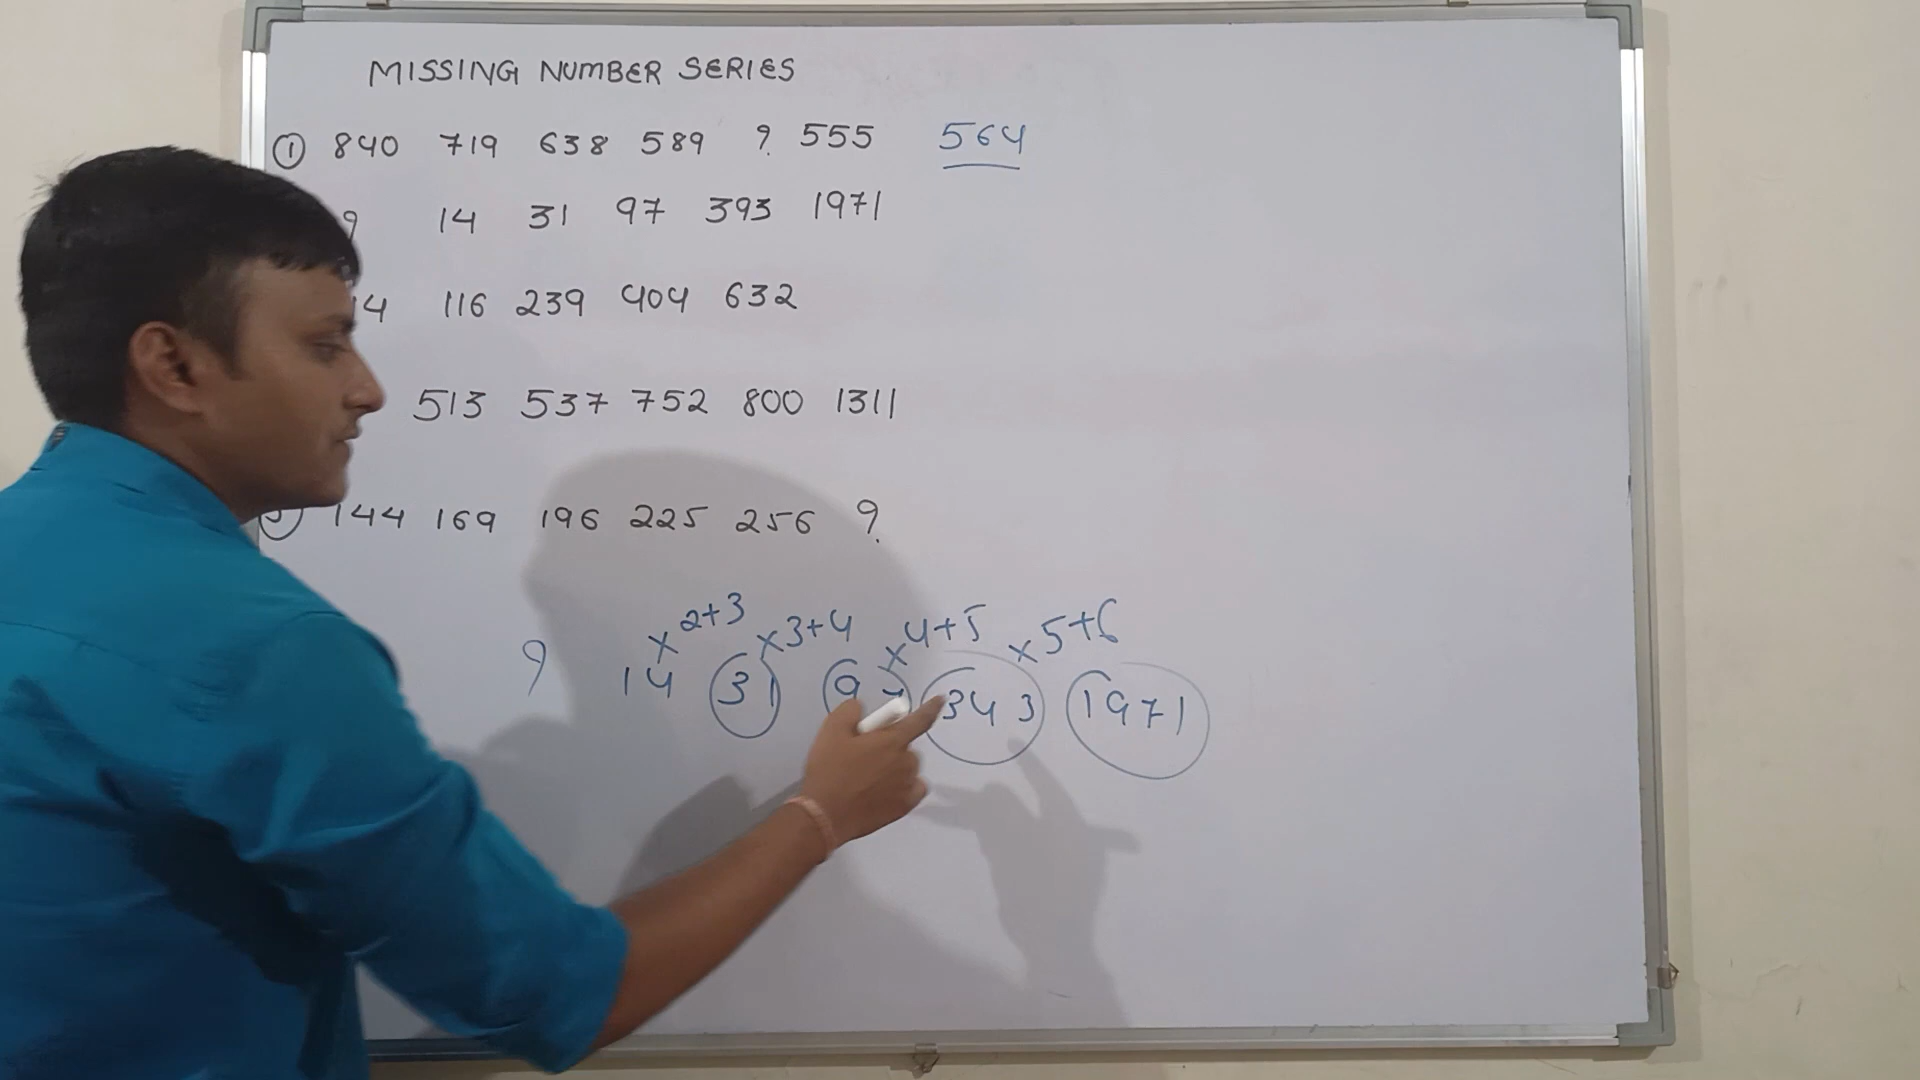 MISSING NUMBER SERIES
① 840 719 638 589 ? 555 564
? 14 31 97 393 1971
4 116 239 404 632
513 537 752 800 1311
144 169 196 225 256 ?
×2+3 ×3+4 ×4+5 ×5+6
? 14 31 97 343 1971